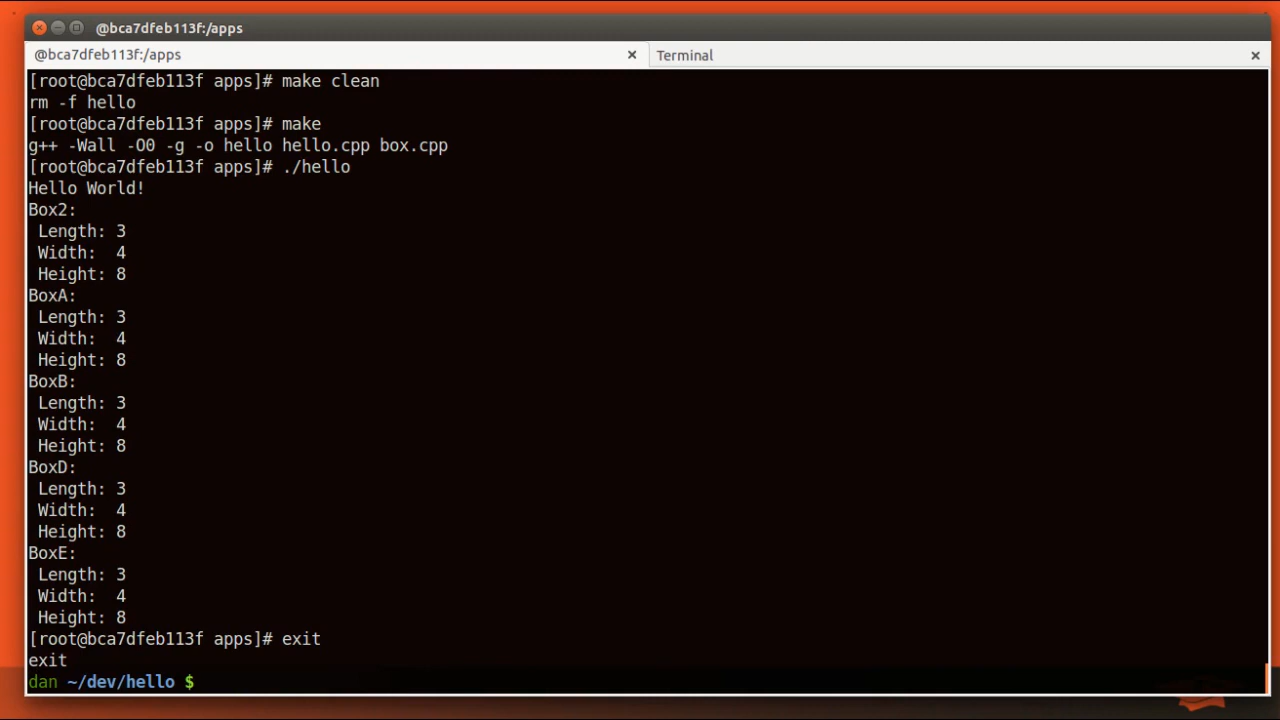 @bca7dfeb113f:/apps
@bca7dfeb113f:/apps
Terminal
[root@bca7dfeb113f apps]# make clean
rm -f hello
[root@bca7dfeb113f apps]# make
g++ -Wall -O0 -g -o hello hello.cpp box.cpp
[root@bca7dfeb113f apps]# ./hello
Hello World!
Box2:
 Length: 3
 Width:  4
 Height: 8
BoxA:
 Length: 3
 Width:  4
 Height: 8
BoxB:
 Length: 3
 Width:  4
 Height: 8
BoxD:
 Length: 3
 Width:  4
 Height: 8
BoxE:
 Length: 3
 Width:  4
 Height: 8
[root@bca7dfeb113f apps]# exit
exit
dan ~/dev/hello $